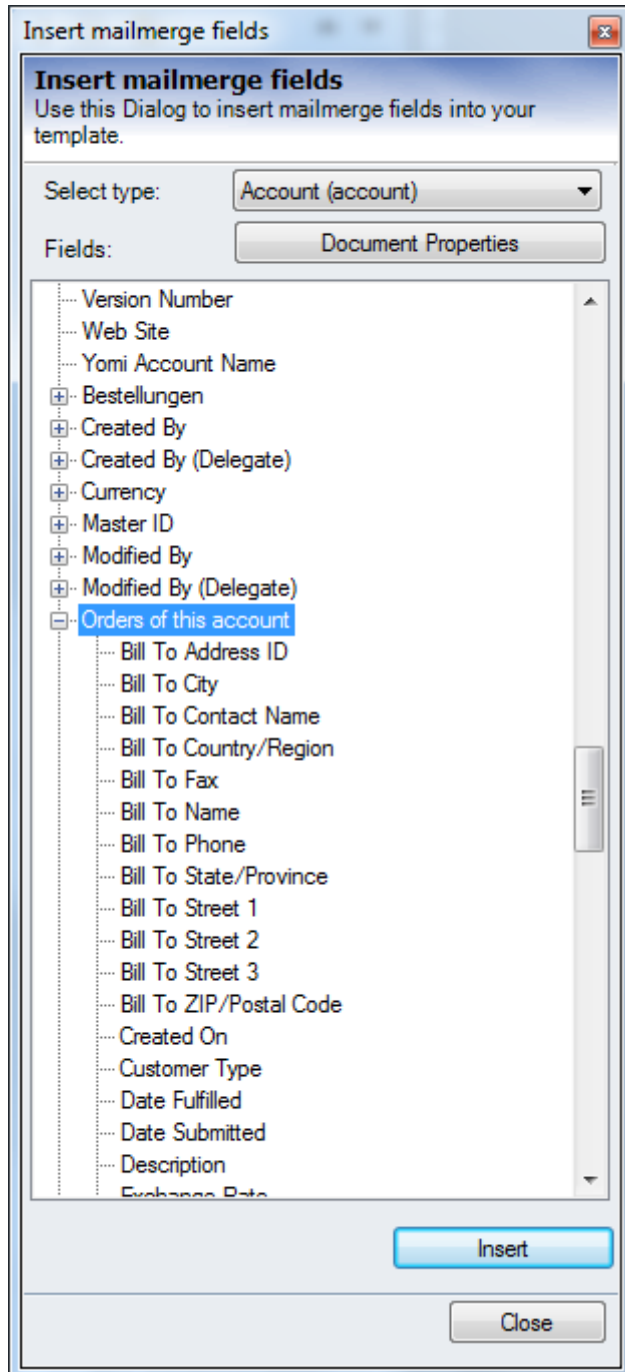 Insert mailmerge fields
Insert mailmerge fields
Use this Dialog to insert mailmerge fields into your
template.
Select type: Account (account)
Fields: Document Properties
Version Number
Web Site
Yomi Account Name
Bestellungen
Created By
Created By (Delegate)
Currency
Master ID
Modified By
Modified By (Delegate)
Orders of this account
Bill To Address ID
Bill To City
Bill To Contact Name
Bill To Country/Region
Bill To Fax
Bill To Name
Bill To Phone
Bill To State/Province
Bill To Street 1
Bill To Street 2
Bill To Street 3
Bill To ZIP/Postal Code
Created On
Customer Type
Date Fulfilled
Date Submitted
Description
Exchange Rate
Insert
Close